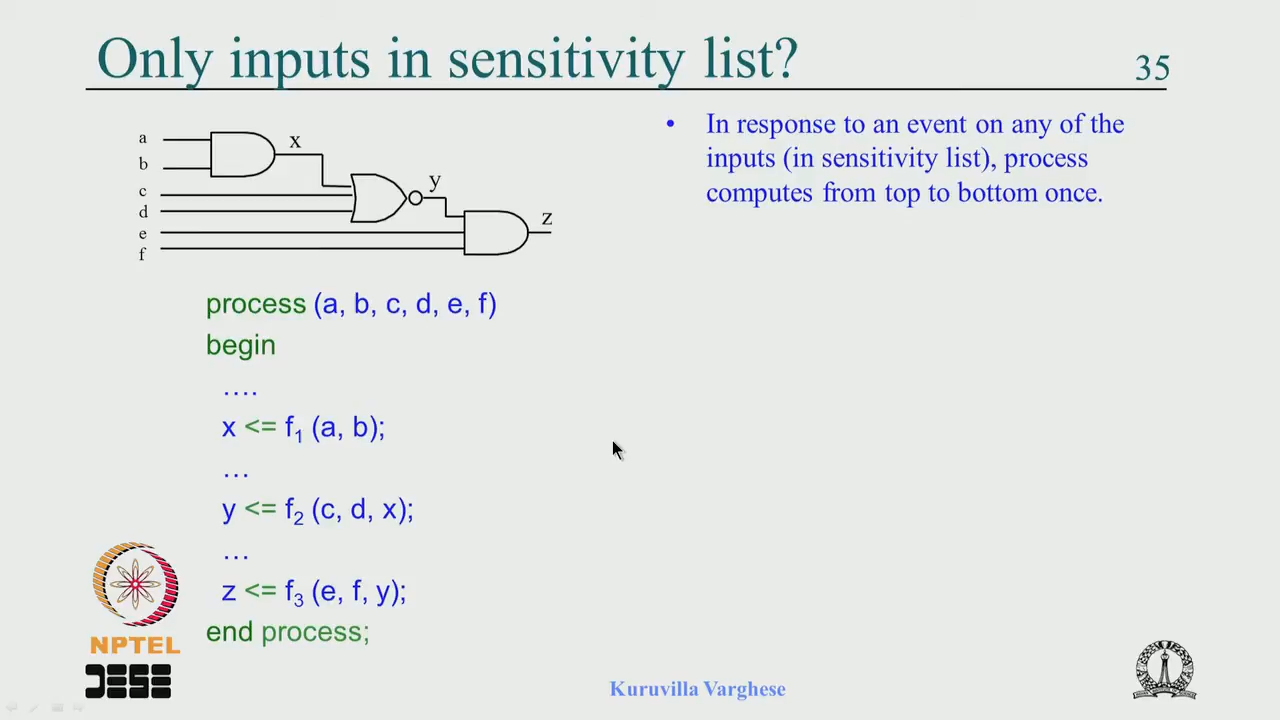 Only inputs in sensitivity list?
35
a
b
c
d
e
f
x
y
z
• In response to an event on any of the
inputs (in sensitivity list), process
computes from top to bottom once.
process (a, b, c, d, e, f)
begin
….
x <= f₁ (a, b);
…
y <= f₂ (c, d, x);
…
z <= f₃ (e, f, y);
end process;
NPTEL
DESE
Kuruvilla Varghese